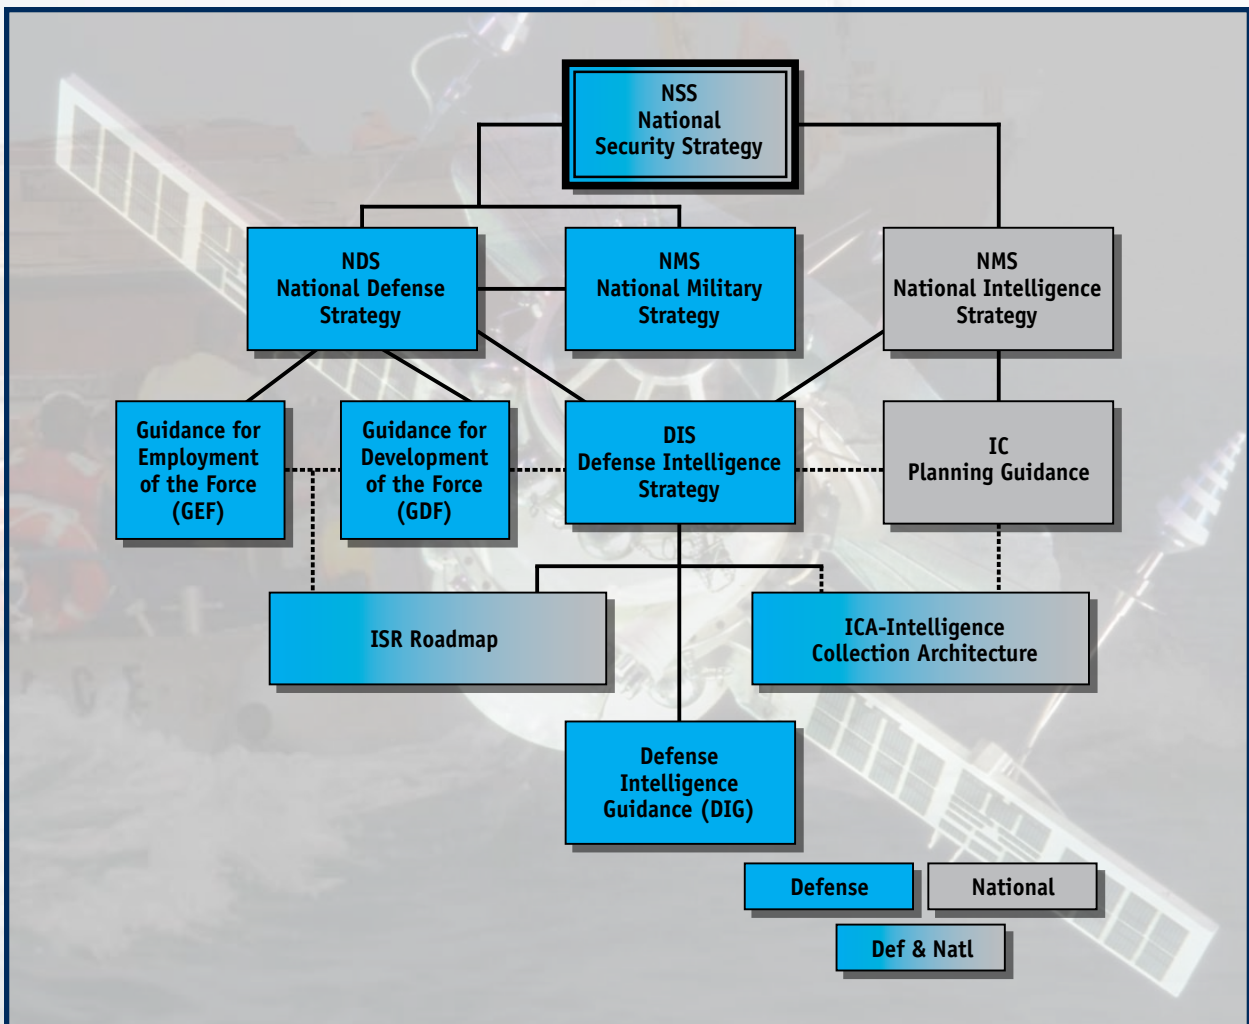 NSS
National
Security Strategy
NDS
National Defense
Strategy
NMS
National Military
Strategy
NMS
National Intelligence
Strategy
Guidance for
Employment
of the Force
(GEF)
Guidance for
Development
of the Force
(GDF)
DIS
Defense Intelligence
Strategy
IC
Planning Guidance
ISR Roadmap
ICA-Intelligence
Collection Architecture
Defense
Intelligence
Guidance (DIG)
Defense
National
Def & Natl